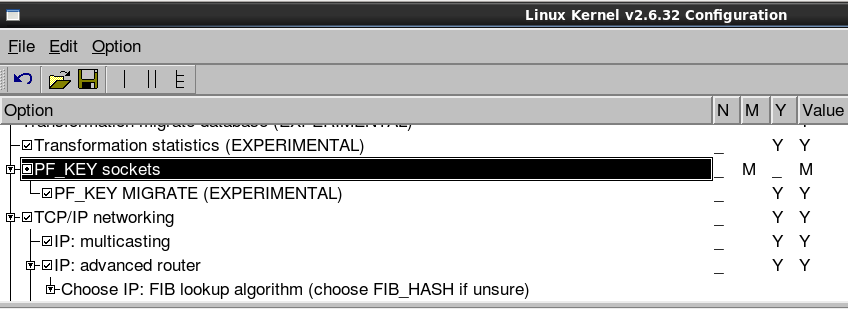 Linux Kernel v2.6.32 Configuration
File Edit Option
Option N M Y Value
Transformation migrate database (EXPERIMENTAL)
Transformation statistics (EXPERIMENTAL) _ Y Y
PF_KEY sockets _ M _ M
PF_KEY MIGRATE (EXPERIMENTAL) _ Y Y
TCP/IP networking _ Y Y
IP: multicasting _ Y Y
IP: advanced router _ Y Y
Choose IP: FIB lookup algorithm (choose FIB_HASH if unsure)